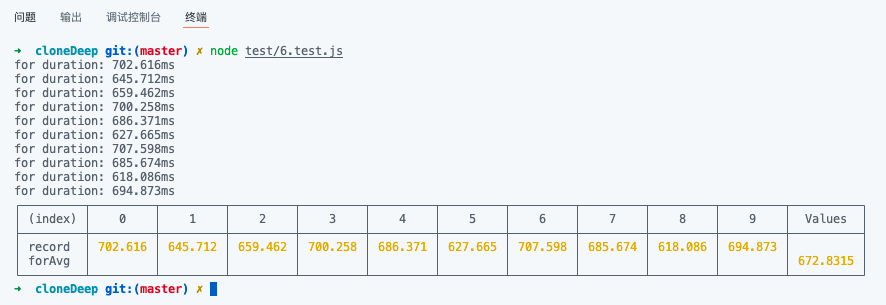 问题 输出 调试控制台 终端
➜ cloneDeep git:(master) ✗ node test/6.test.js
for duration: 702.616ms
for duration: 645.712ms
for duration: 659.462ms
for duration: 700.258ms
for duration: 686.371ms
for duration: 627.665ms
for duration: 707.598ms
for duration: 685.674ms
for duration: 618.086ms
for duration: 694.873ms
(index) 0 1 2 3 4 5 6 7 8 9 Values
record 702.616 645.712 659.462 700.258 686.371 627.665 707.598 685.674 618.086 694.873
forAvg 672.8315
➜ cloneDeep git:(master) ✗